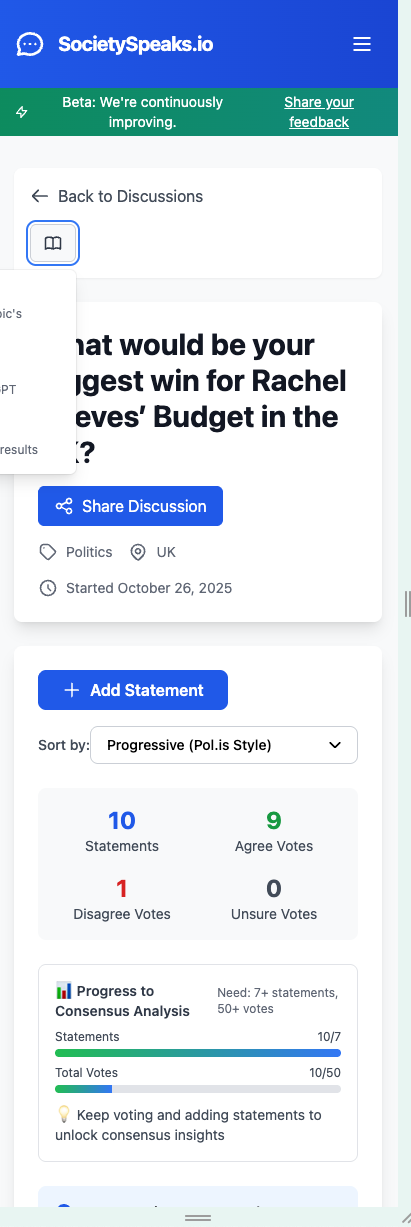 SocietySpeaks.io
Beta: We're continuously improving.
Share your feedback
Back to Discussions
pic's
PT
results
hat would be your
ggest win for Rachel
eves' Budget in the
?
Share Discussion
Politics UK
Started October 26, 2025
Add Statement
Sort by: Progressive (Pol.is Style)
10 9
Statements Agree Votes
1 0
Disagree Votes Unsure Votes
📊 Progress to Consensus Analysis
Need: 7+ statements, 50+ votes
Statements 10/7
Total Votes 10/50
💡 Keep voting and adding statements to
unlock consensus insights